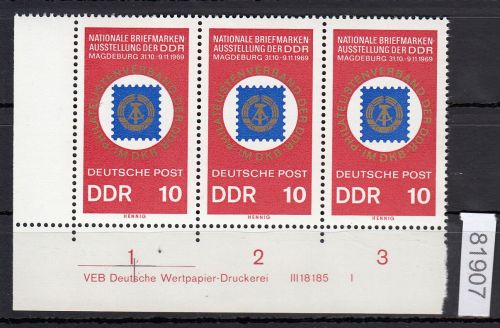 NATIONALE BRIEFMARKEN
AUSSTELLUNG DER DDR
MAGDEBURG 31.10.-9.11.1969
PHILATELISTENVERBAND DER DDR
IM DKB
DEUTSCHE POST
DDR 10
HENNIG
NATIONALE BRIEFMARKEN
AUSSTELLUNG DER DDR
MAGDEBURG 31.10.-9.11.1969
PHILATELISTENVERBAND DER DDR
IM DKB
DEUTSCHE POST
DDR 10
HENNIG
NATIONALE BRIEFMARKEN
AUSSTELLUNG DER DDR
MAGDEBURG 31.10.-9.11.1969
PHILATELISTENVERBAND DER DDR
IM DKB
DEUTSCHE POST
DDR 10
HENNIG
1 2 3
VEB Deutsche Wertpapier-Druckerei III18185 I
81907